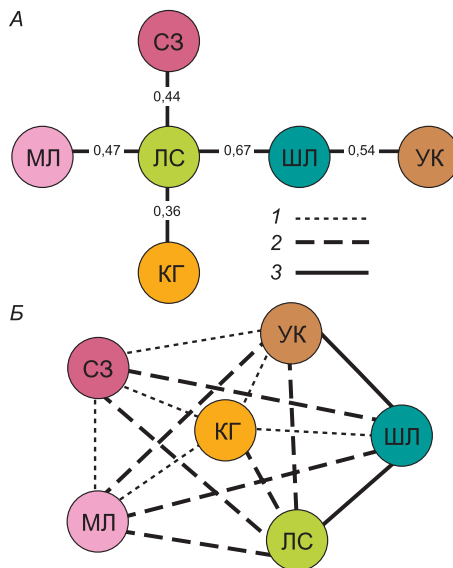 А
СЗ
0,44
МЛ 0,47 ЛС 0,67 ШЛ 0,54 УК
0,36
КГ
1
2
3
Б
УК
СЗ
КГ
ШЛ
МЛ
ЛС